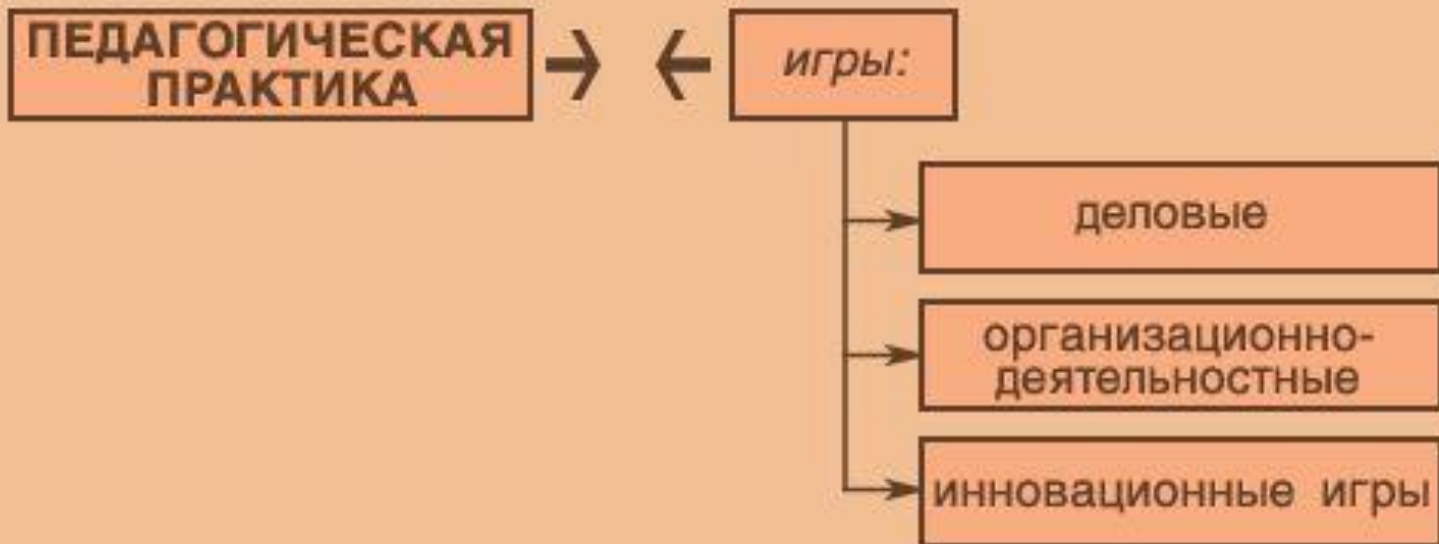 ПЕДАГОГИЧЕСКАЯ
ПРАКТИКА
игры:
деловые
организационно-
деятельностные
инновационные игры